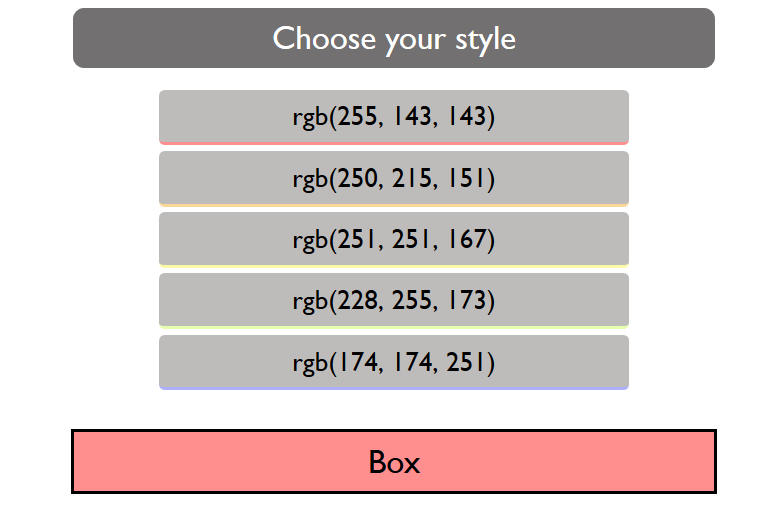 Choose your style
rgb(255, 143, 143)
rgb(250, 215, 151)
rgb(251, 251, 167)
rgb(228, 255, 173)
rgb(174, 174, 251)
Box